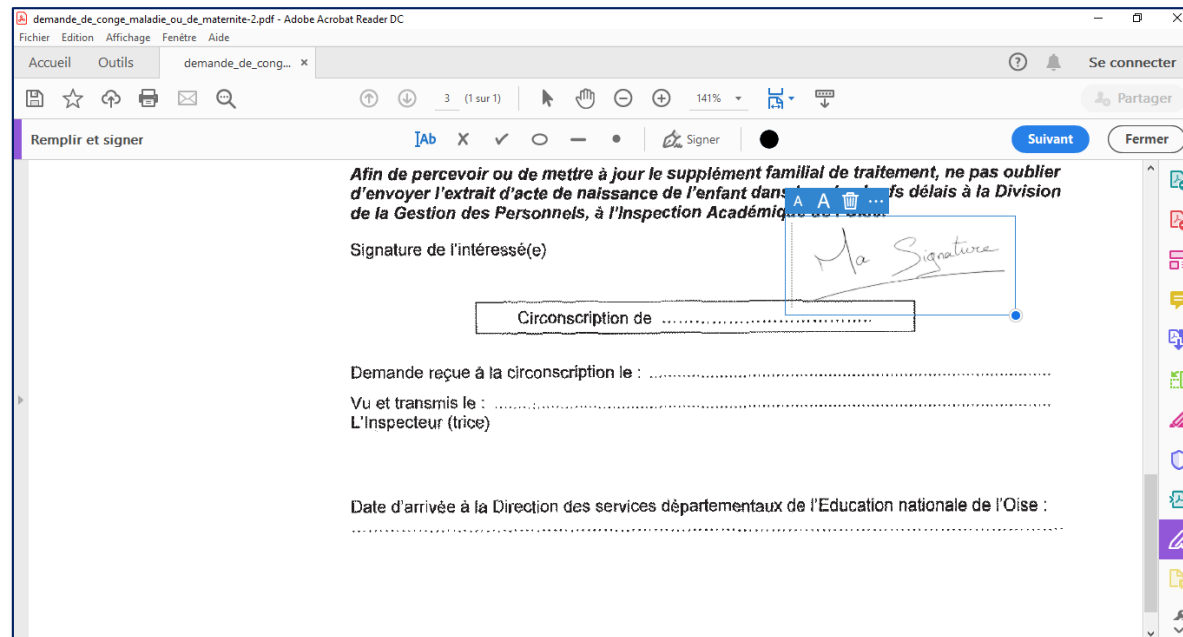 demande_de_conge_maladie_ou_de_maternite-2.pdf - Adobe Acrobat Reader DC
Fichier Edition Affichage Fenêtre Aide
Accueil Outils demande_de_cong... × Se connecter
3 (1 sur 1) 141% Partager
Remplir et signer Ab Signer Suivant Fermer
Afin de percevoir ou de mettre à jour le supplément familial de traitement, ne pas oublier
d'envoyer l'extrait d'acte de naissance de l'enfant dans fs délais à la Division
A A ...
de la Gestion des Personnels, à l'Inspection Académique
Signature de l'intéressé(e)
Ma Signature
Circonscription de ........................................
Demande reçue à la circonscription le : ........................................
Vu et transmis le : ........................................
L'Inspecteur (trice)
Date d'arrivée à la Direction des services départementaux de l'Education nationale de l'Oise :
................................................................................